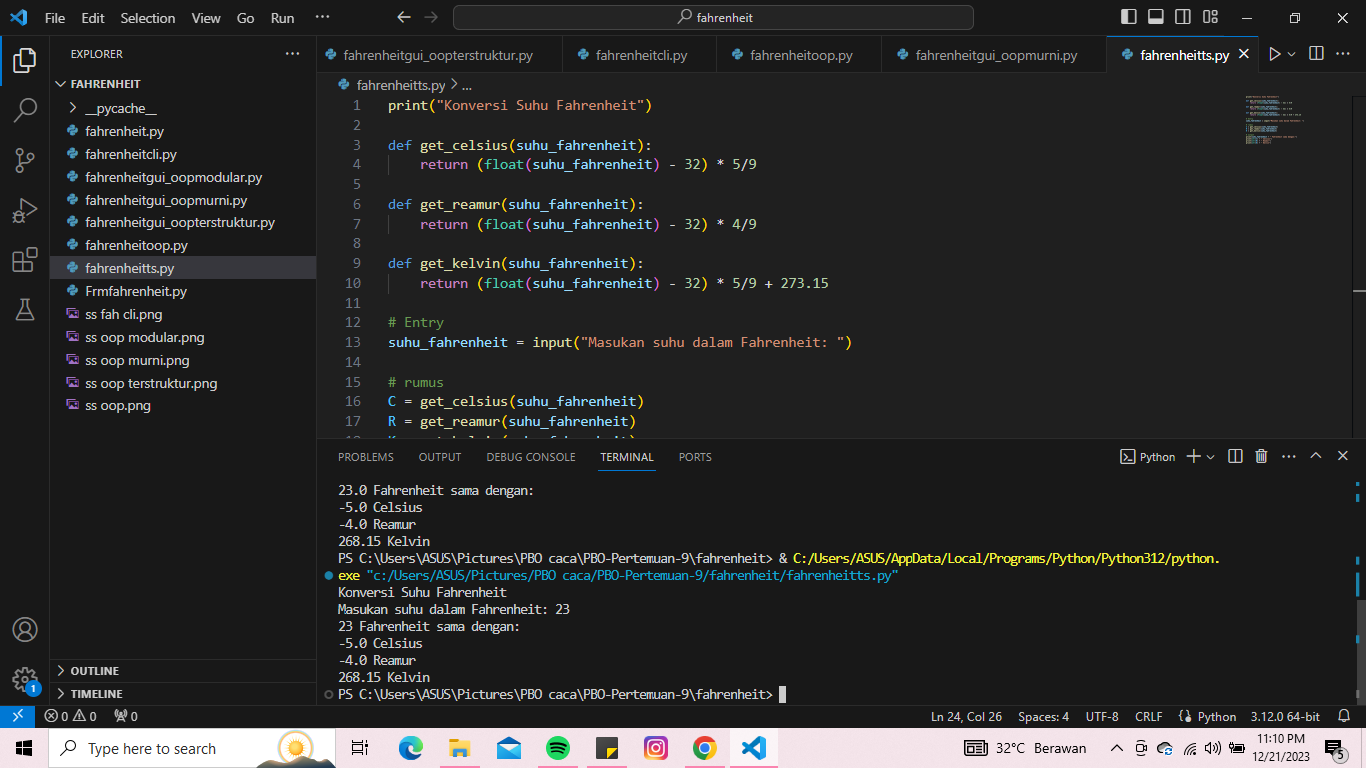 File Edit Selection View Go Run ··· fahrenheit
EXPLORER ···
FAHRENHEIT
__pycache__
fahrenheit.py
fahrenheitcli.py
fahrenheitgui_oopmodular.py
fahrenheitgui_oopmurni.py
fahrenheitgui_oopterstruktur.py
fahrenheitoop.py
fahrenheitts.py
Frmfahrenheit.py
ss fah cli.png
ss oop modular.png
ss oop murni.png
ss oop terstruktur.png
ss oop.png
OUTLINE
TIMELINE
1
fahrenheitgui_oopterstruktur.py fahrenheitcli.py fahrenheitoop.py fahrenheitgui_oopmurni.py fahrenheitts.py
fahrenheitts.py > ...
1 print("Konversi Suhu Fahrenheit")
2
3 def get_celsius(suhu_fahrenheit):
4 return (float(suhu_fahrenheit) - 32) * 5/9
5
6 def get_reamur(suhu_fahrenheit):
7 return (float(suhu_fahrenheit) - 32) * 4/9
8
9 def get_kelvin(suhu_fahrenheit):
10 return (float(suhu_fahrenheit) - 32) * 5/9 + 273.15
11
12 # Entry
13 suhu_fahrenheit = input("Masukan suhu dalam Fahrenheit: ")
14
15 # rumus
16 C = get_celsius(suhu_fahrenheit)
17 R = get_reamur(suhu_fahrenheit)
PROBLEMS OUTPUT DEBUG CONSOLE TERMINAL PORTS Python
23.0 Fahrenheit sama dengan:
-5.0 Celsius
-4.0 Reamur
268.15 Kelvin
PS C:\Users\ASUS\Pictures\PBO caca\PBO-Pertemuan-9\fahrenheit> & C:/Users/ASUS/AppData/Local/Programs/Python/Python312/python.
exe "c:/Users/ASUS/Pictures/PBO caca/PBO-Pertemuan-9/fahrenheit/fahrenheitts.py"
Konversi Suhu Fahrenheit
Masukan suhu dalam Fahrenheit: 23
23 Fahrenheit sama dengan:
-5.0 Celsius
-4.0 Reamur
268.15 Kelvin
PS C:\Users\ASUS\Pictures\PBO caca\PBO-Pertemuan-9\fahrenheit>
0 0 0 Ln 24, Col 26 Spaces: 4 UTF-8 CRLF Python 3.12.0 64-bit
Type here to search 32°C Berawan 11:10 PM
12/21/2023 5